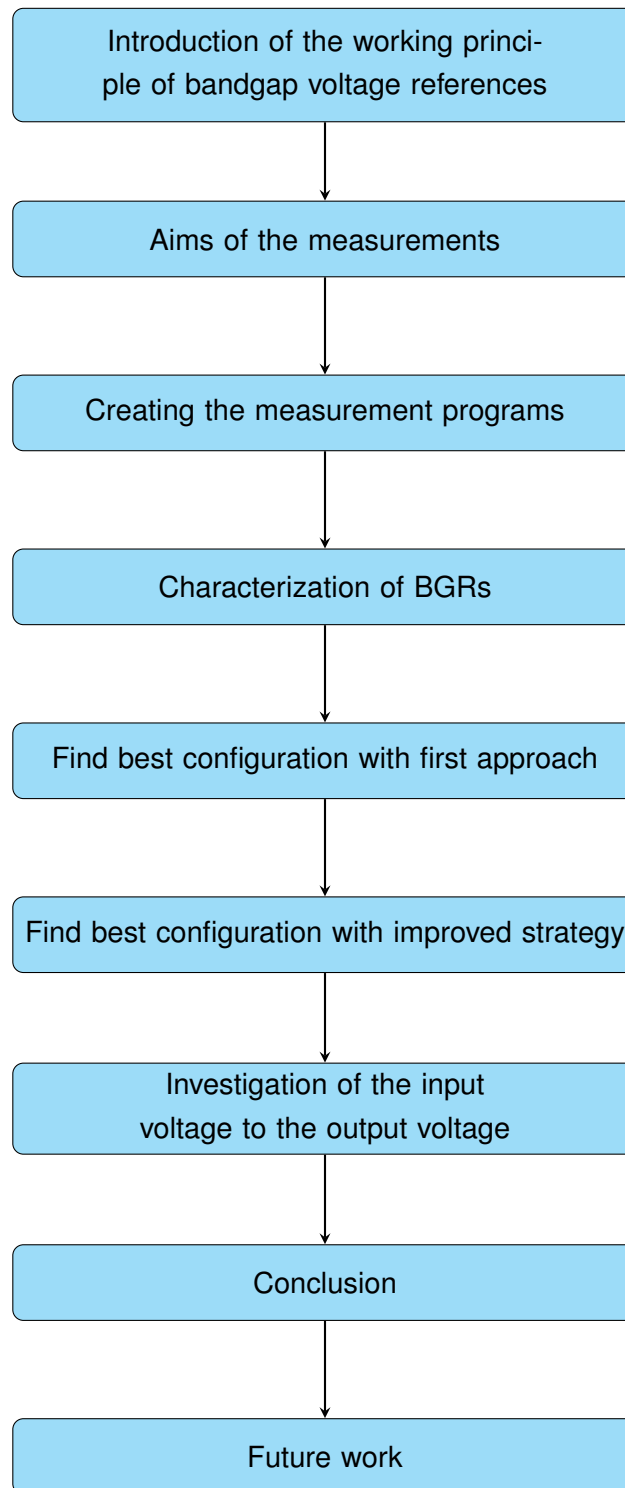 Introduction of the working princi-
ple of bandgap voltage references
Aims of the measurements
Creating the measurement programs
Characterization of BGRs
Find best configuration with first approach
Find best configuration with improved strategy
Investigation of the input
voltage to the output voltage
Conclusion
Future work